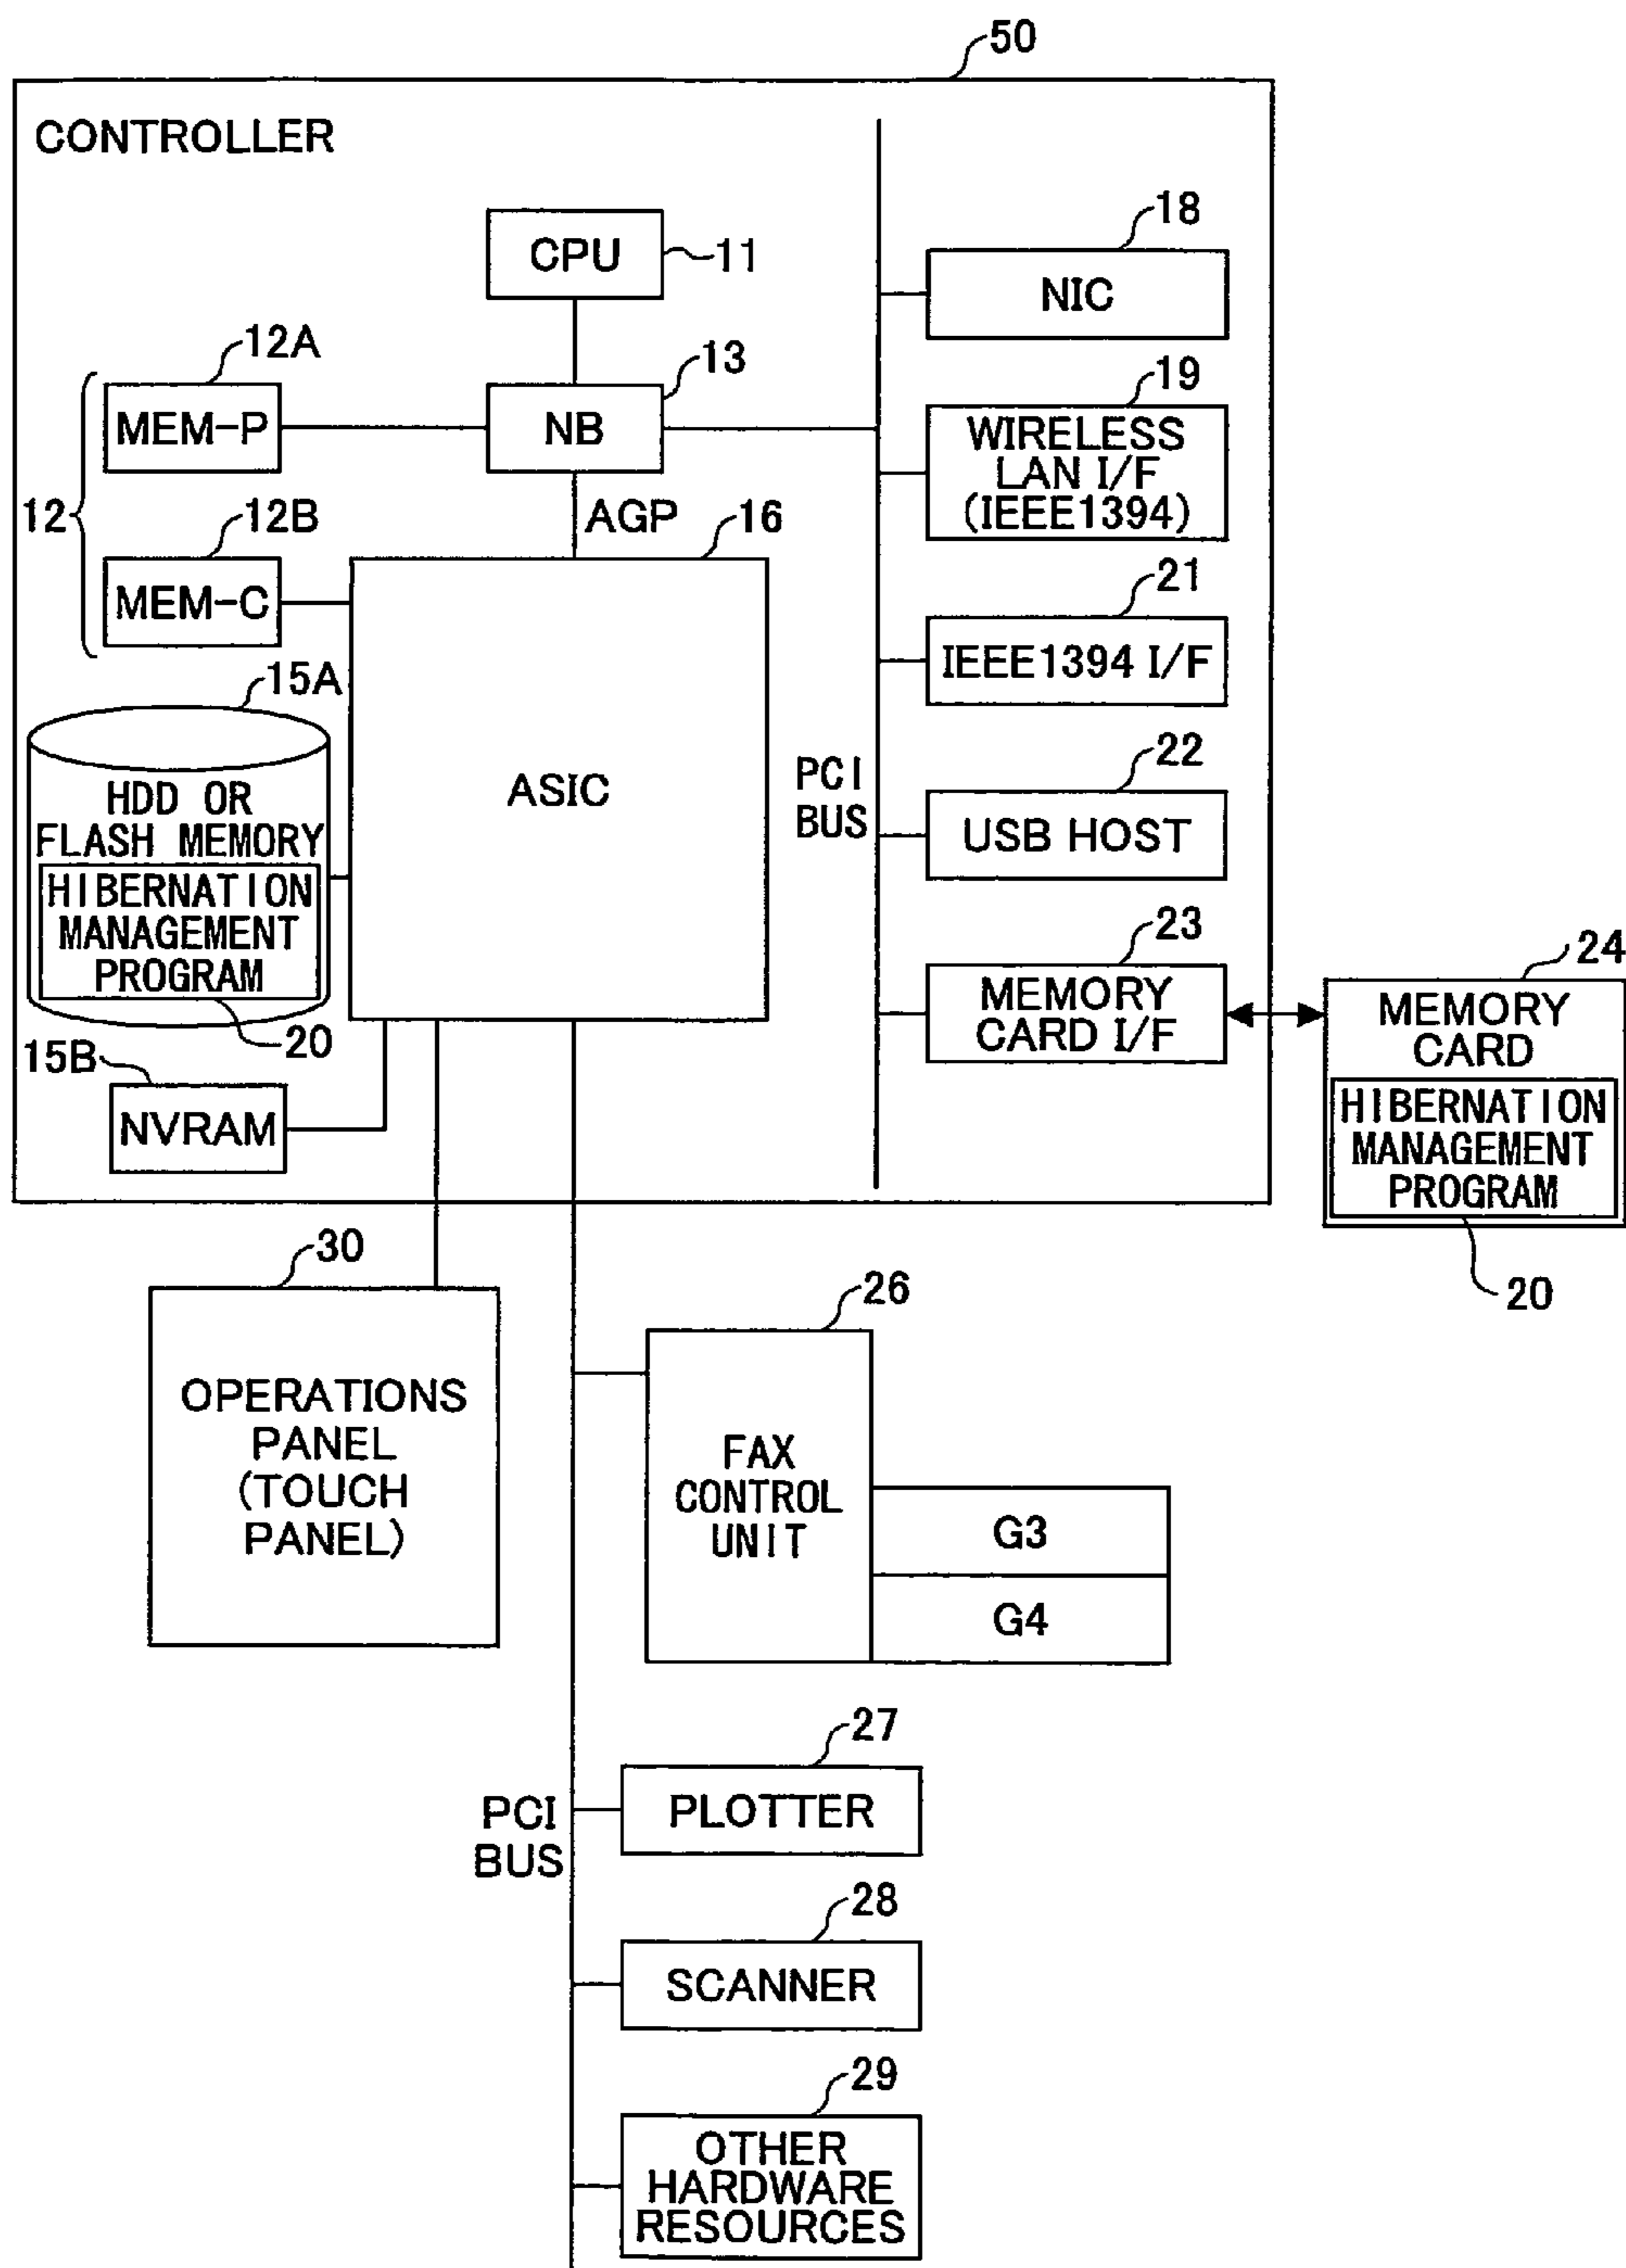 50
CONTROLLER
CPU
11
18
NIC
12A
MEM-P
13
NB
19
WIRELESS
LAN I/F
(IEEE1394)
12
12B
MEM-C
AGP
16
ASIC
21
IEEE1394 I/F
15A
HDD OR
FLASH MEMORY
HIBERNATION
MANAGEMENT
PROGRAM
20
PCI
BUS
22
USB HOST
23
MEMORY
CARD I/F
24
MEMORY
CARD
HIBERNATION
MANAGEMENT
PROGRAM
20
15B
NVRAM
30
OPERATIONS
PANEL
(TOUCH
PANEL)
26
FAX
CONTROL
UNIT
G3
G4
PCI
BUS
27
PLOTTER
28
SCANNER
29
OTHER
HARDWARE
RESOURCES